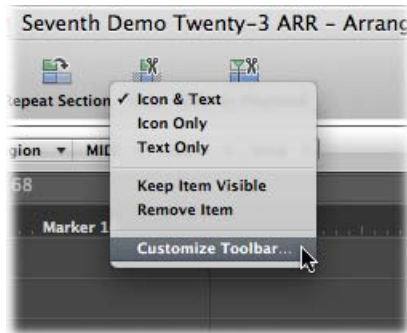 Seventh Demo Twenty-3 ARR - Arrang
epeat Section
✓ Icon & Text
Icon Only
Text Only
gion ▼ MID
Keep Item Visible
68
Remove Item
Marker 1
Customize Toolbar...